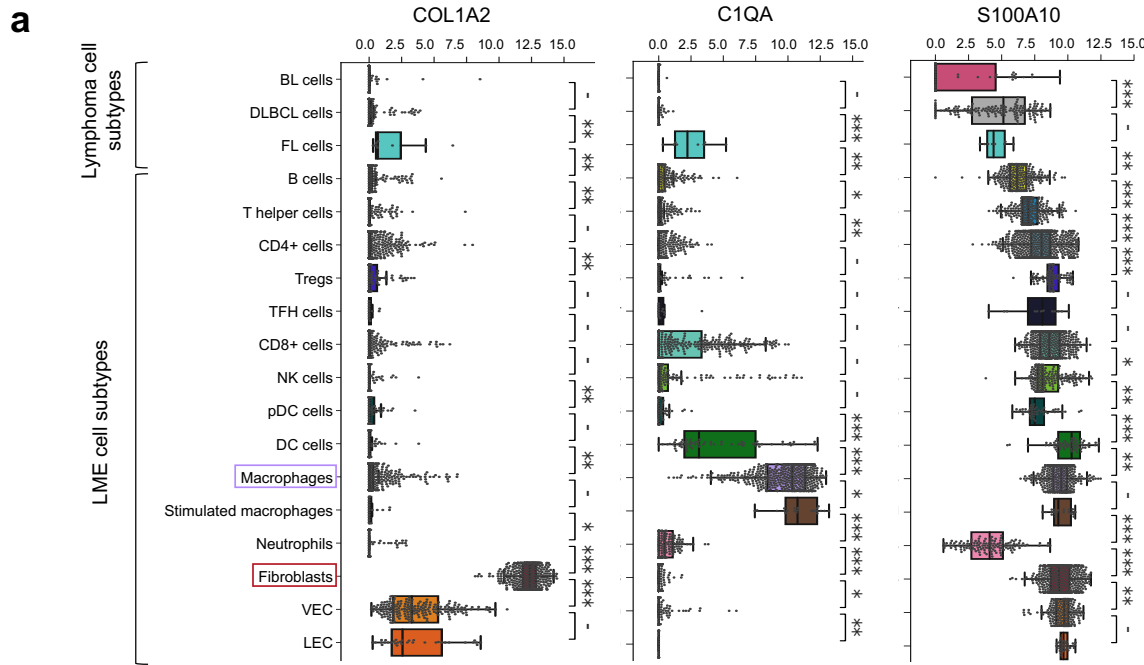 a
COL1A2
C1QA
S100A10
0.0 2.5 5.0 7.5 10.0 12.5 15.0
0.0 2.5 5.0 7.5 10.0 12.5 15.0
0.0 2.5 5.0 7.5 10.0 12.5 15.0
Lymphoma cell
subtypes
BL cells
DLBCL cells
FL cells
LME cell subtypes
B cells
T helper cells
CD4+ cells
Tregs
TFH cells
CD8+ cells
NK cells
pDC cells
DC cells
Macrophages
Stimulated macrophages
Neutrophils
Fibroblasts
VEC
LEC